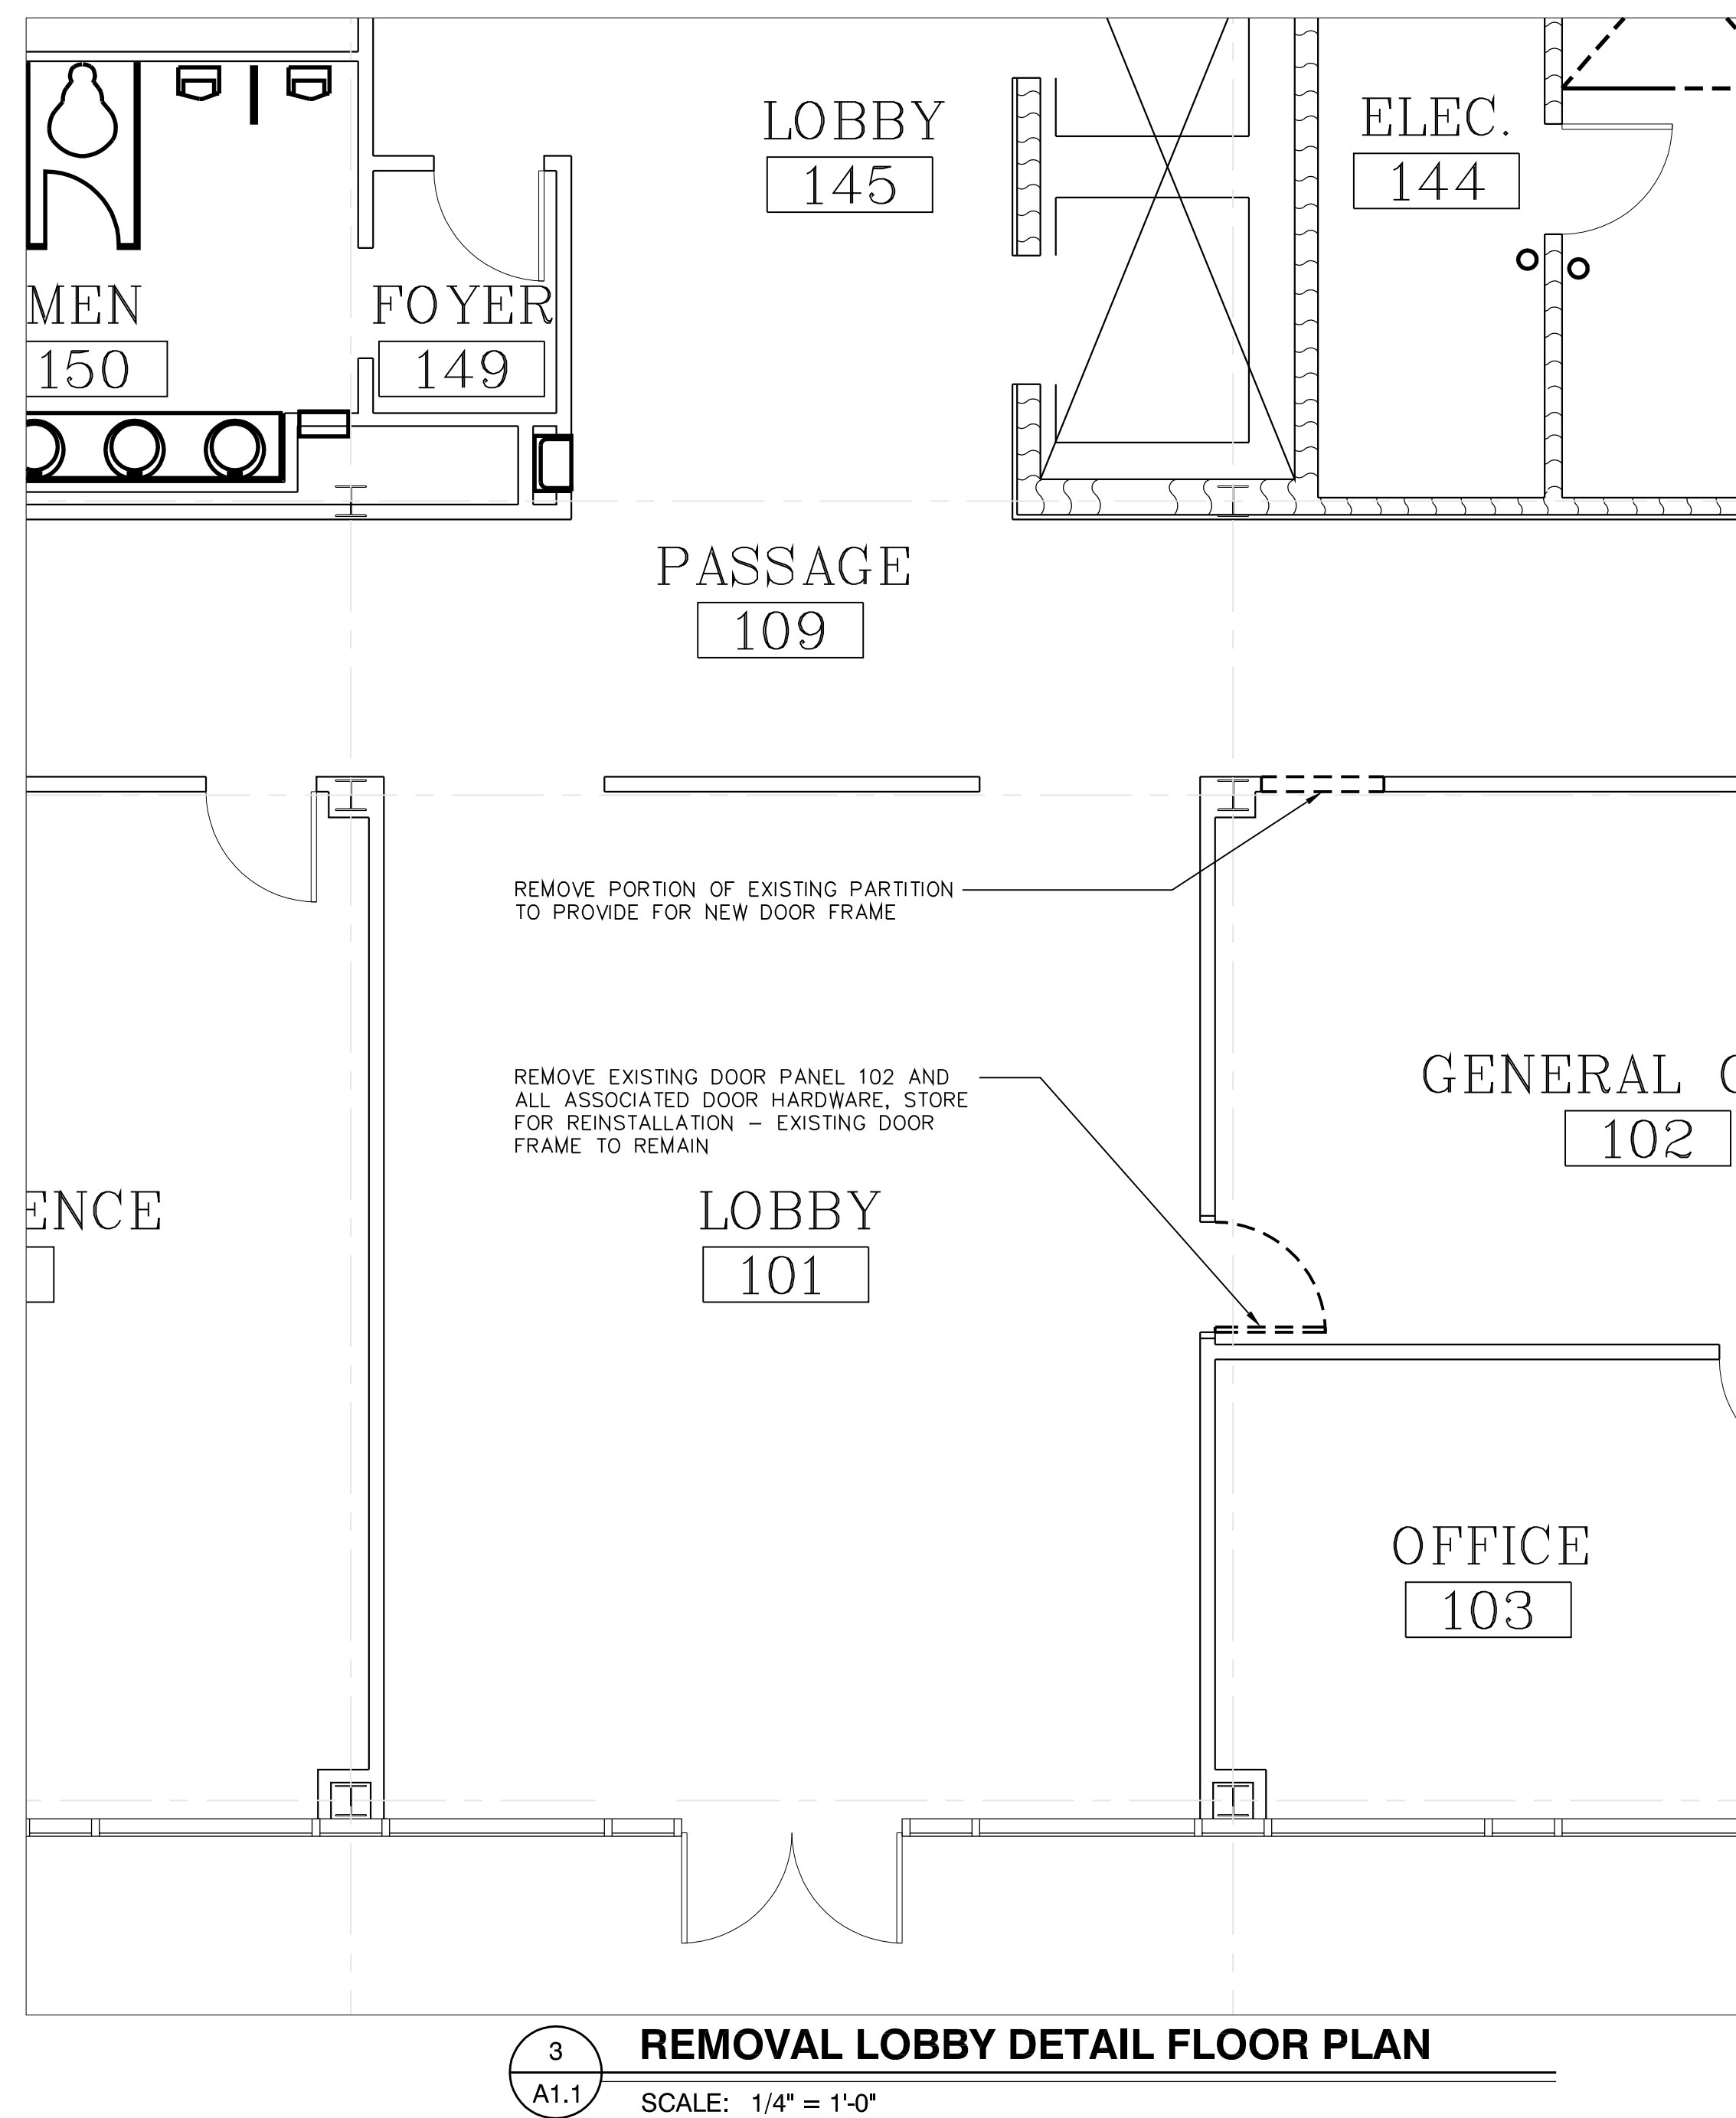 LOBBY
145
ELEC.
144
MEN
150
FOYER
149
PASSAGE
109
REMOVE PORTION OF EXISTING PARTITION
TO PROVIDE FOR NEW DOOR FRAME
REMOVE EXISTING DOOR PANEL 102 AND
ALL ASSOCIATED DOOR HARDWARE, STORE
FOR REINSTALLATION – EXISTING DOOR
FRAME TO REMAIN
GENERAL
102
ENCE
LOBBY
101
OFFICE
103
3
A1.1
REMOVAL LOBBY DETAIL FLOOR PLAN
SCALE: 1/4" = 1'-0"